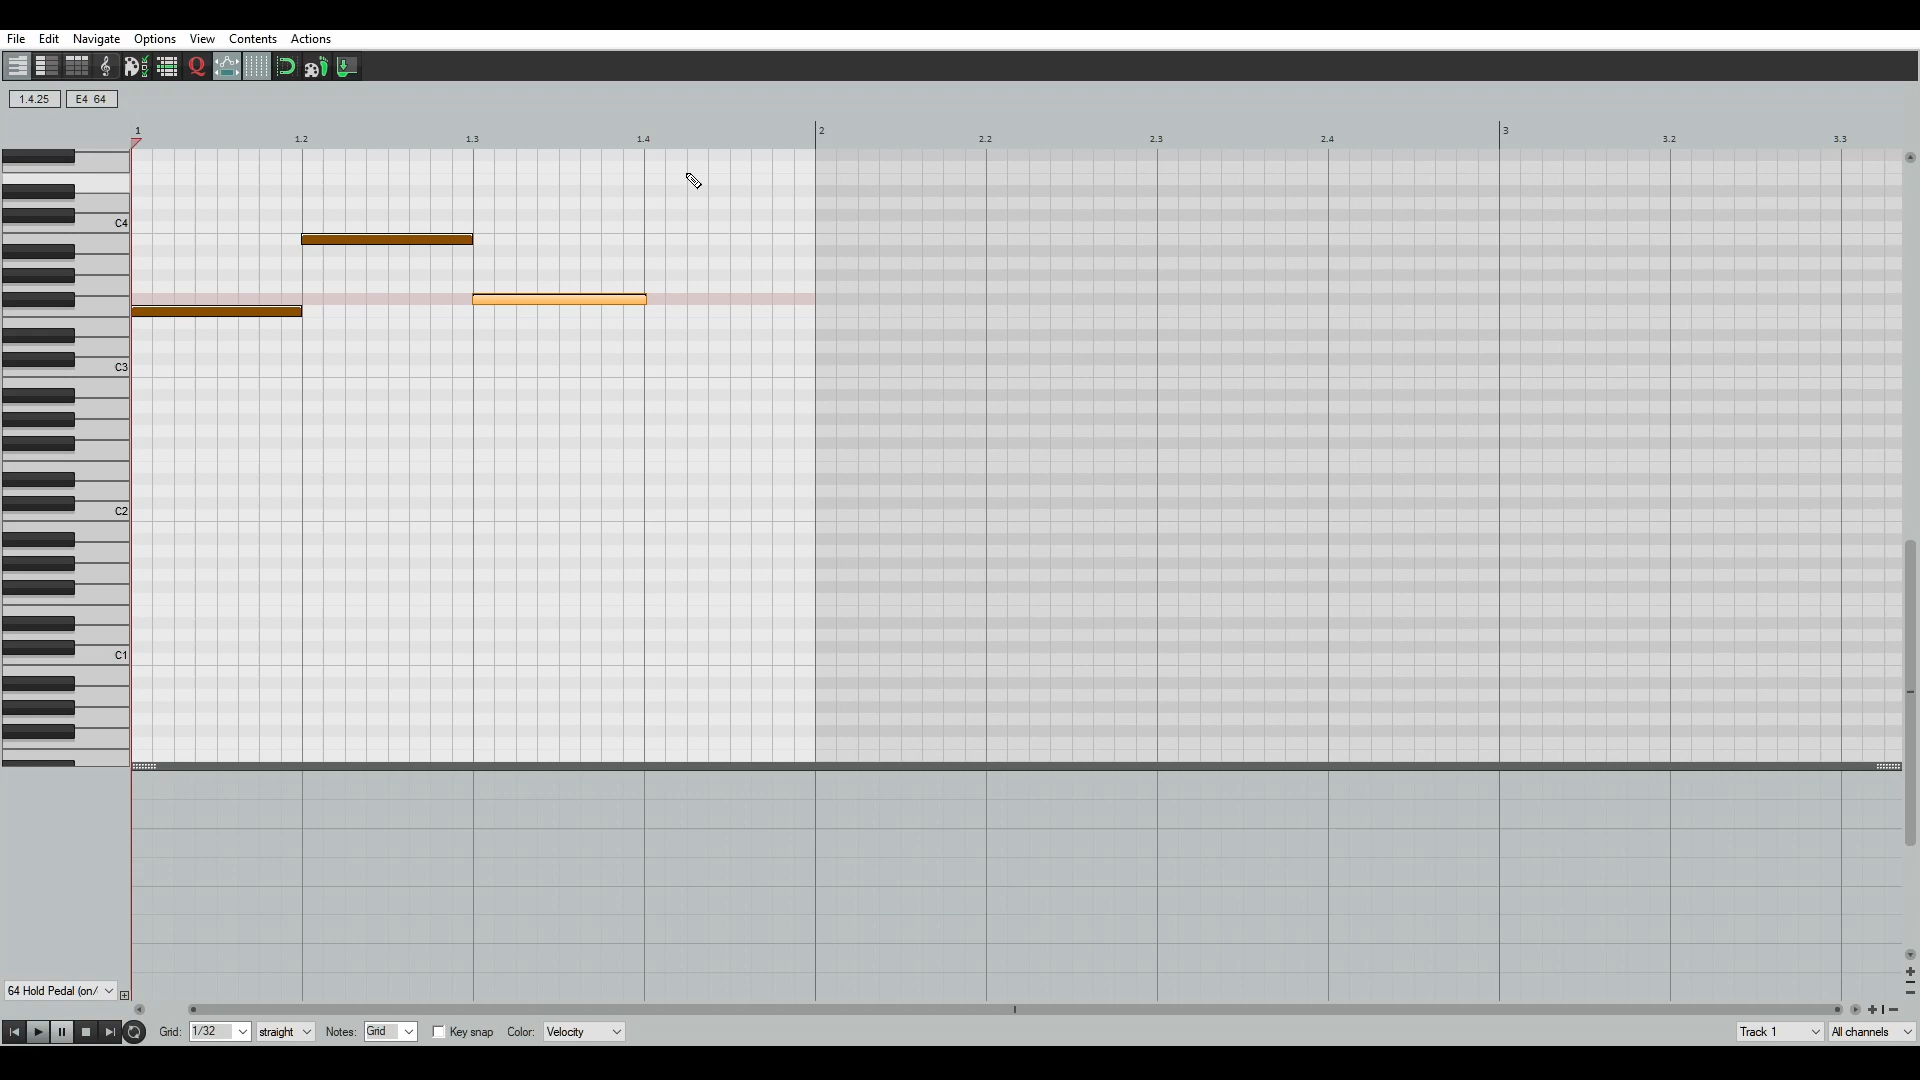 File Edit Navigate Options View Contents Actions
Q
1.4.25 E4 64
1 1.2 1.3 1.4 2 2.2 2.3 2.4 3 3.2 3.3
C4
C3
C2
C1
64 Hold Pedal (on/
Grid: 1/32 straight Notes: Grid Key snap Color: Velocity Track 1 All channels